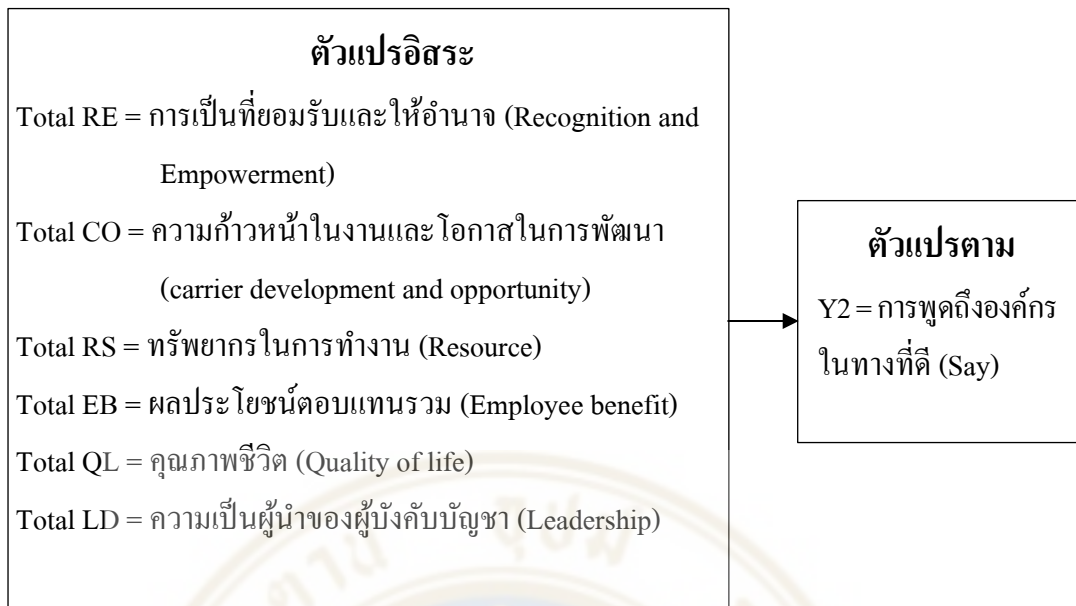 ตัวแปรอิสระ
Total RE = การเป็นที่ยอมรับและให้อำนาจ (Recognition and
Empowerment)
Total CO = ความก้าวหน้าในงานและโอกาสในการพัฒนา
(carrier development and opportunity)
Total RS = ทรัพยากรในการทำงาน (Resource)
Total EB = ผลประโยชน์ตอบแทนรวม (Employee benefit)
Total QL = คุณภาพชีวิต (Quality of life)
Total LD = ความเป็นผู้นำของผู้บังคับบัญชา (Leadership)
ตัวแปรตาม
Y2 = การพูดถึงองค์กร
ในทางที่ดี (Say)